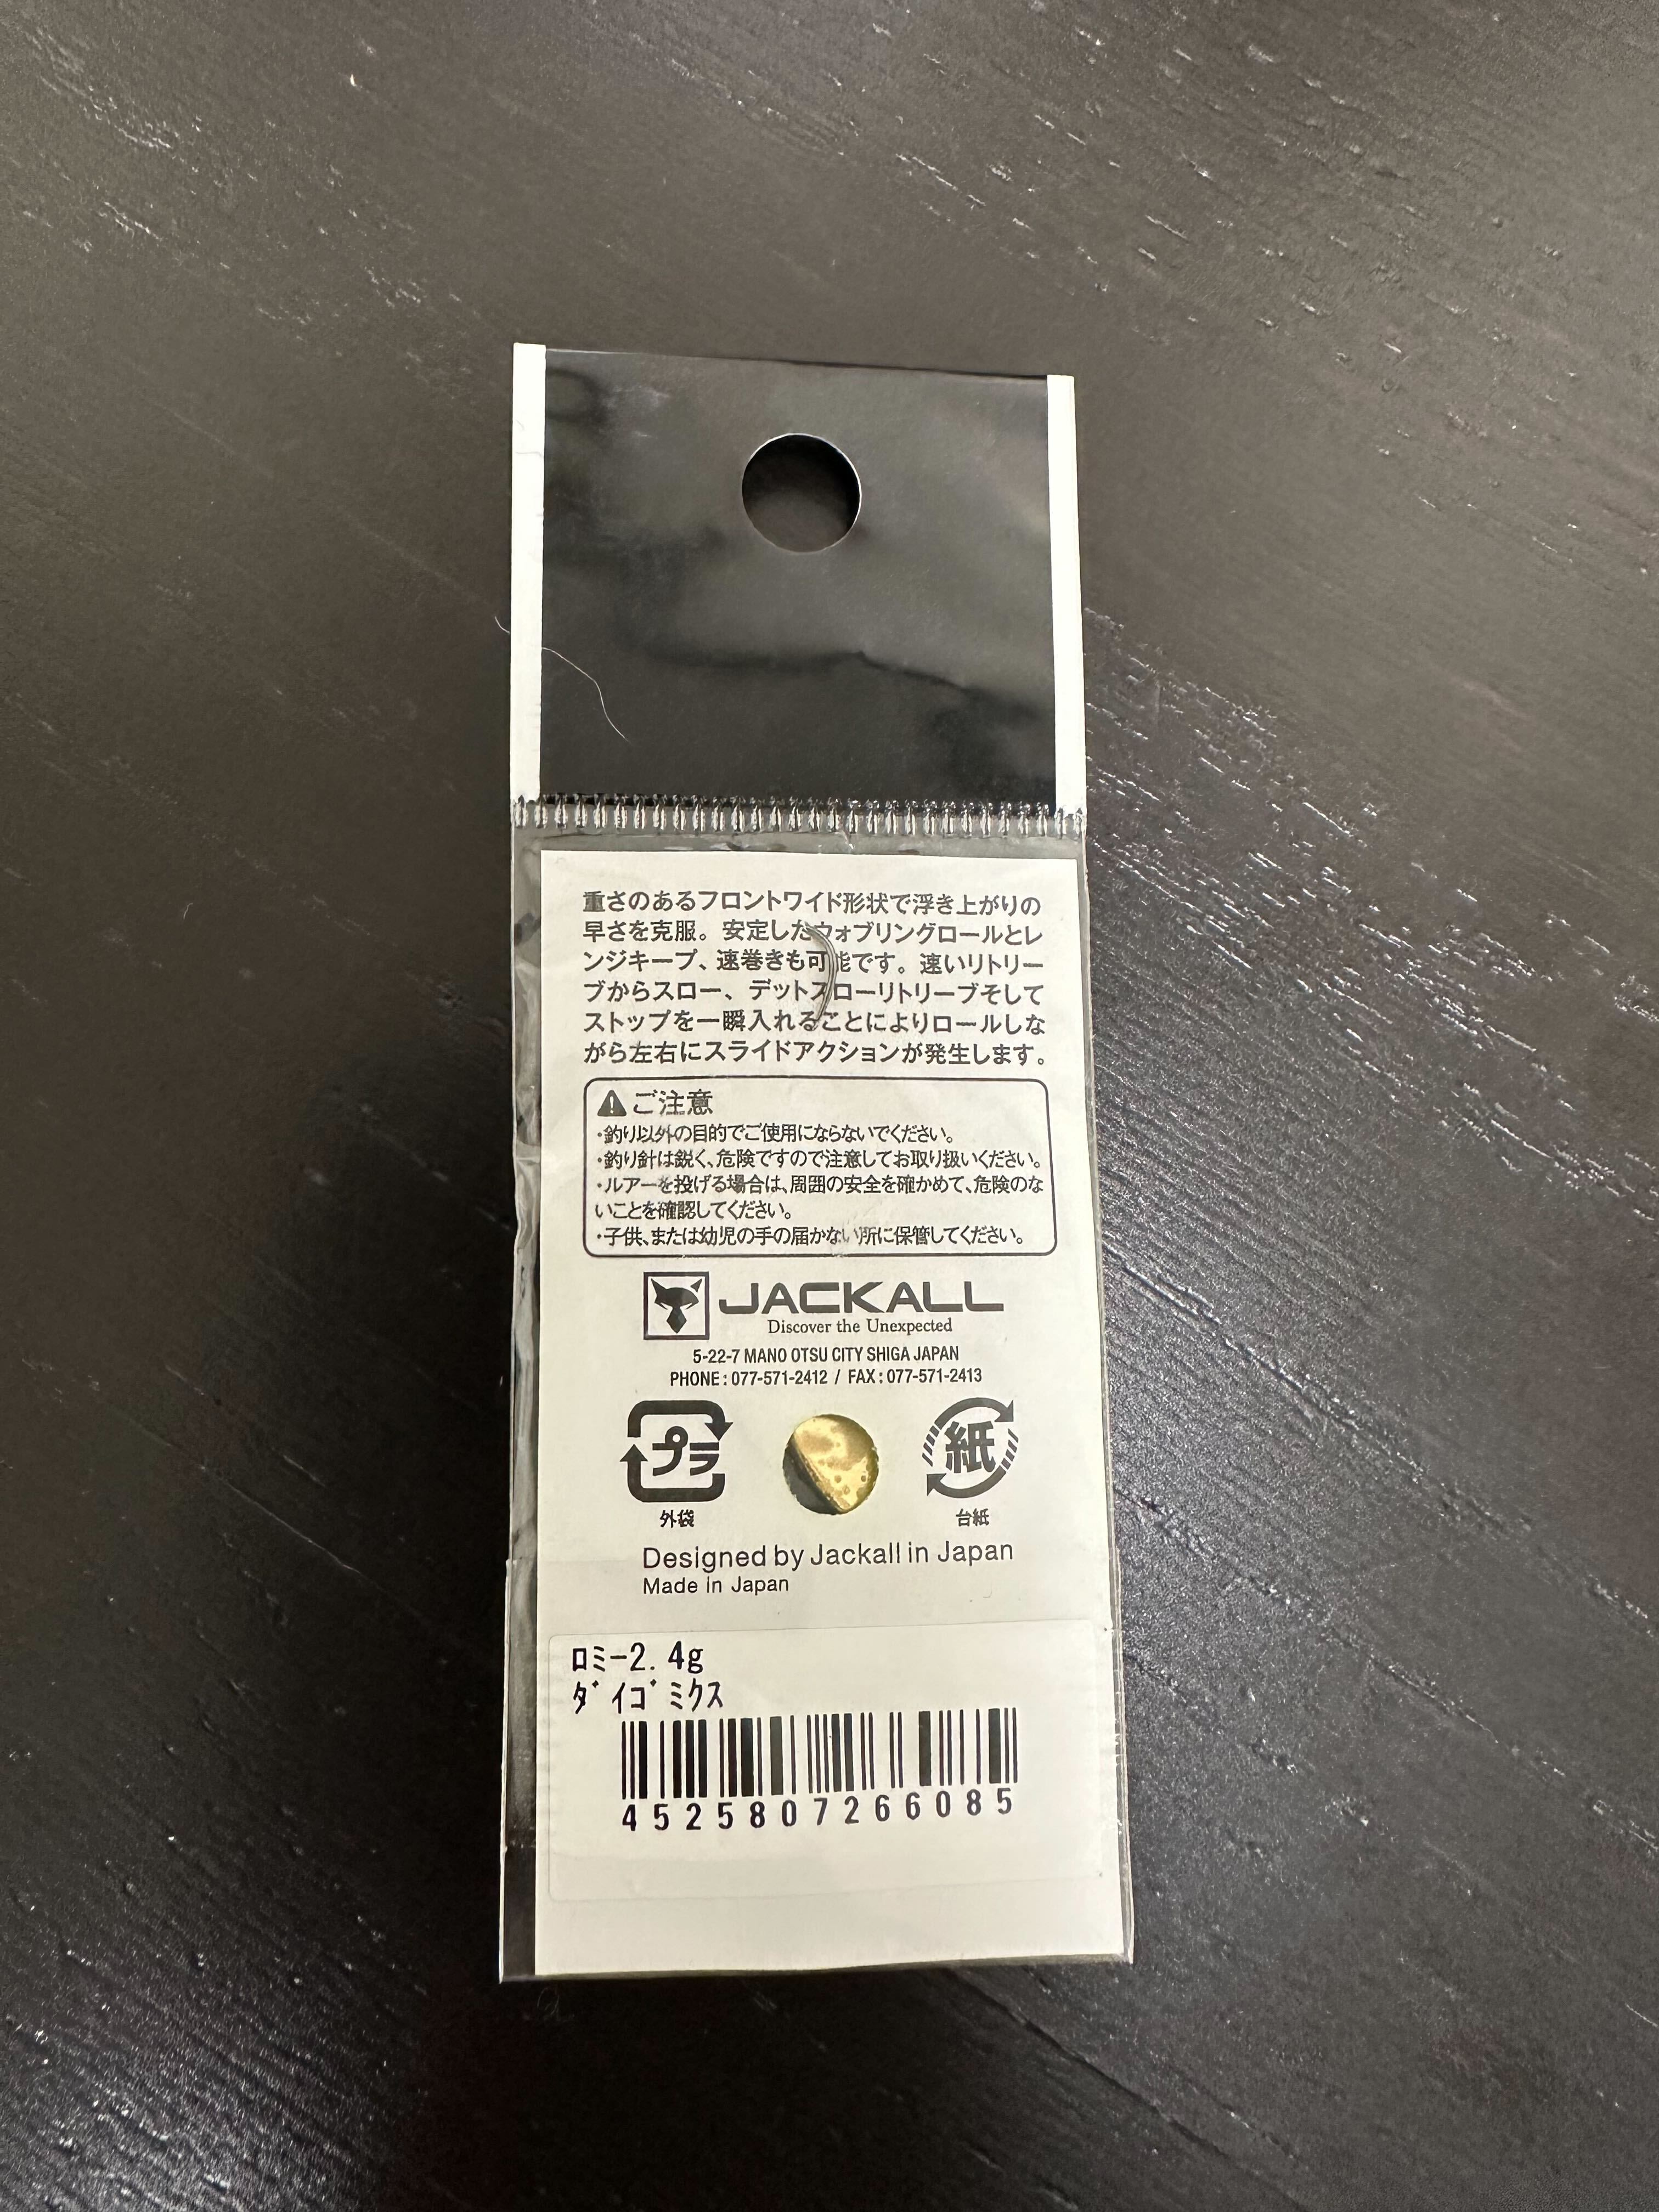 重さのあるフロントワイド形状で浮き上がりの
早さを克服。安定したウォブリングロールとレ
ンジキープ、速巻きも可能です。速いリトリー
ブからスロー、デットスローリトリーブそして
ストップを一瞬入れることによりロールしな
がら左右にスライドアクションが発生します。
ご注意
・釣り以外の目的でご使用にならないでください。
・釣り針は鋭く、危険ですので注意してお取り扱いください。
・ルアーを投げる場合は、周囲の安全を確かめて、危険のな
いことを確認してください。
・子供、または幼児の手の届かない所に保管してください。
JACKALL
Discover the Unexpected
5-22-7 MANO OTSU CITY SHIGA JAPAN
PHONE : 077-571-2412 / FAX : 077-571-2413
プラ 紙
外袋 台紙
Designed by Jackall in Japan
Made in Japan
ﾛﾐｰ2.4g
ﾀﾞｲｺﾞﾐｸｽ
4525807266085